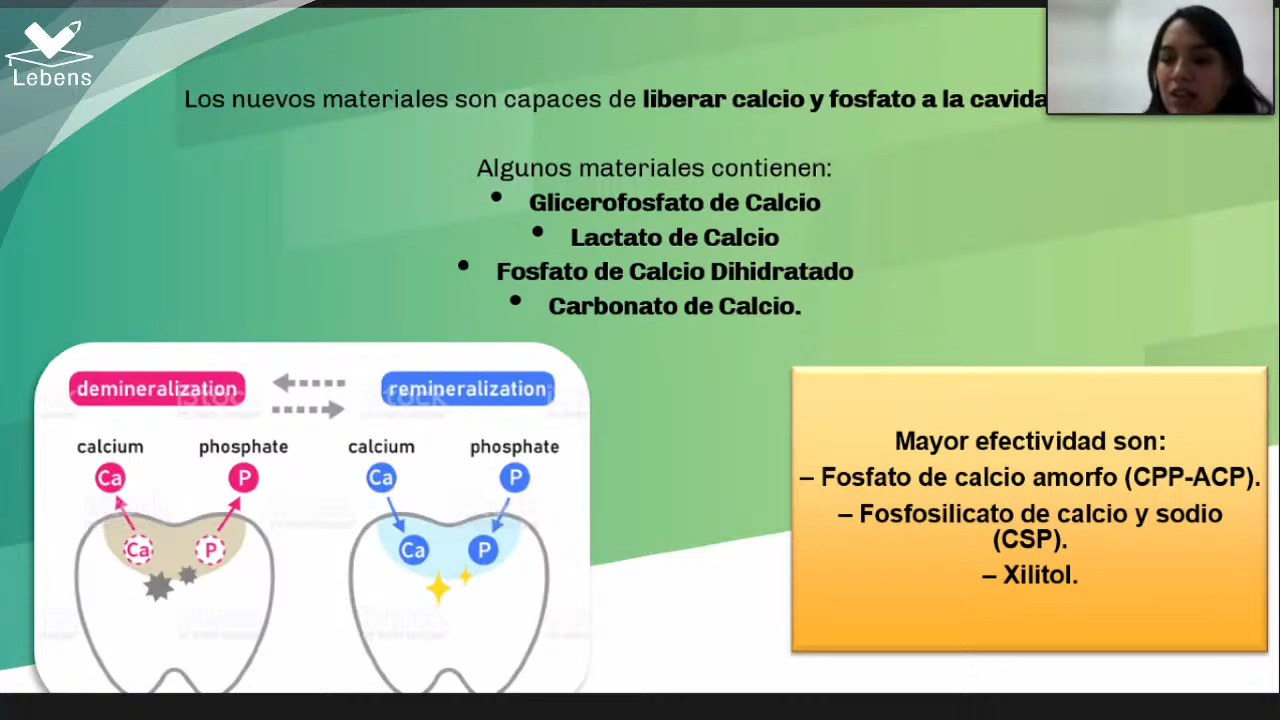 Lebens
Los nuevos materiales son capaces de liberar calcio y fosfato a la
Algunos materiales contienen:
• Glicerofosfato de Calcio
• Lactato de Calcio
• Fosfato de Calcio Dihidratado
• Carbonato de Calcio.
demineralization
remineralization
calcium
phosphate
calcium
phosphate
Ca
P
Ca
P
Ca
P
Ca
P
Mayor efectividad son:
– Fosfato de calcio amorfo (CPP-ACP).
– Fosfosilicato de calcio y sodio
(CSP).
– Xilitol.